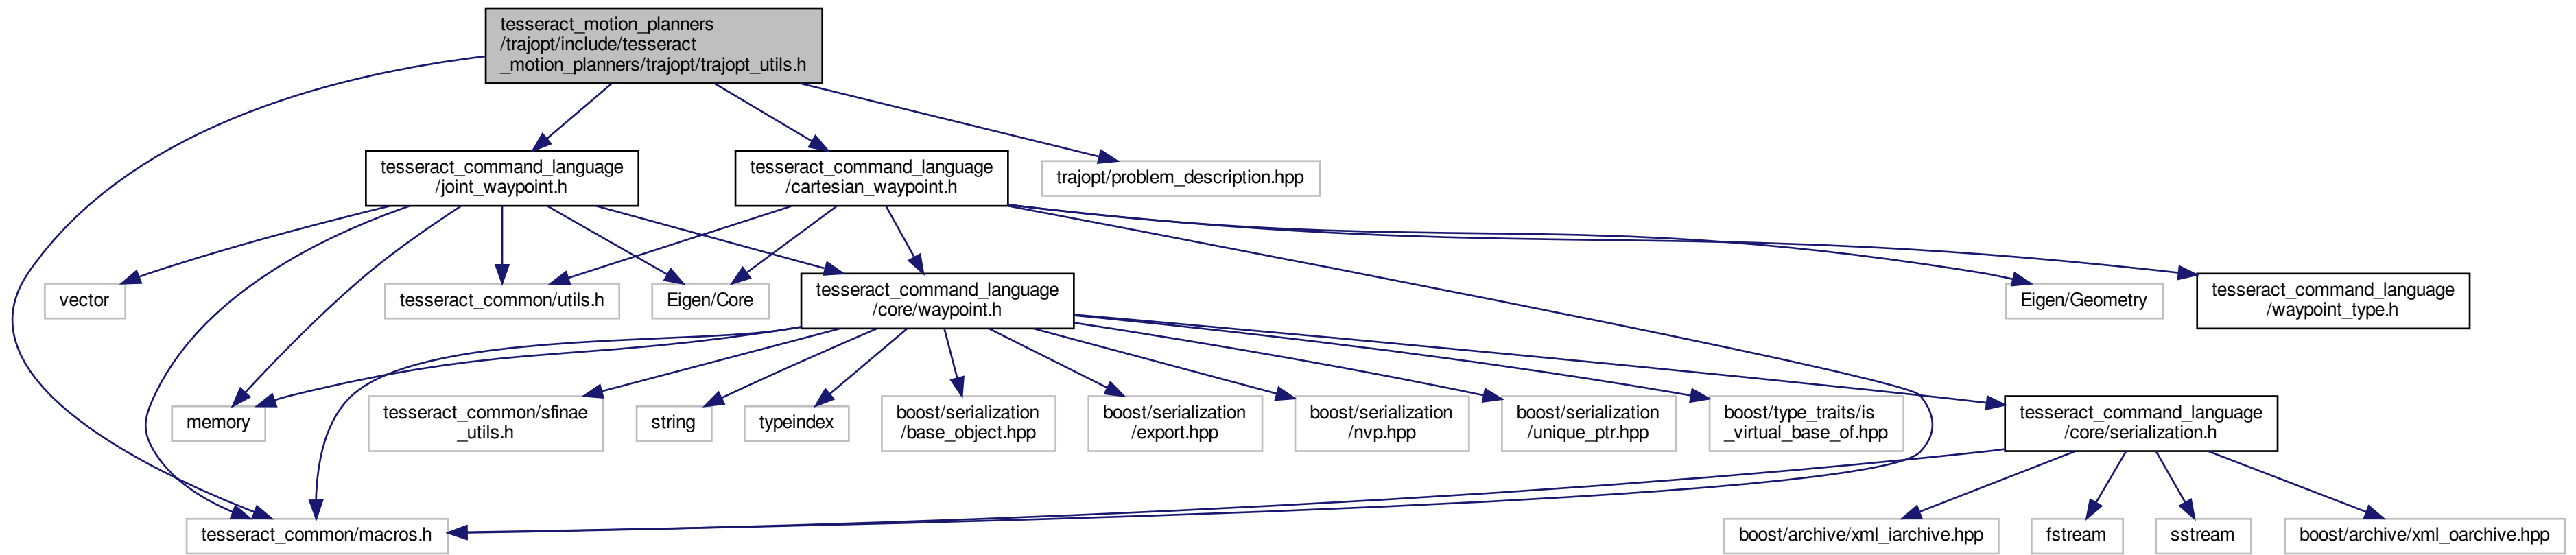 tesseract_motion_planners
/trajopt/include/tesseract
_motion_planners/trajopt/trajopt_utils.h
tesseract_command_language
/joint_waypoint.h
tesseract_command_language
/cartesian_waypoint.h
trajopt/problem_description.hpp
vector
tesseract_common/utils.h
Eigen/Core
tesseract_command_language
/core/waypoint.h
Eigen/Geometry
tesseract_command_language
/waypoint_type.h
memory
tesseract_common/sfinae
_utils.h
string
typeindex
boost/serialization
/base_object.hpp
boost/serialization
/export.hpp
boost/serialization
/nvp.hpp
boost/serialization
/unique_ptr.hpp
boost/type_traits/is
_virtual_base_of.hpp
tesseract_command_language
/core/serialization.h
tesseract_common/macros.h
boost/archive/xml_iarchive.hpp
fstream
sstream
boost/archive/xml_oarchive.hpp